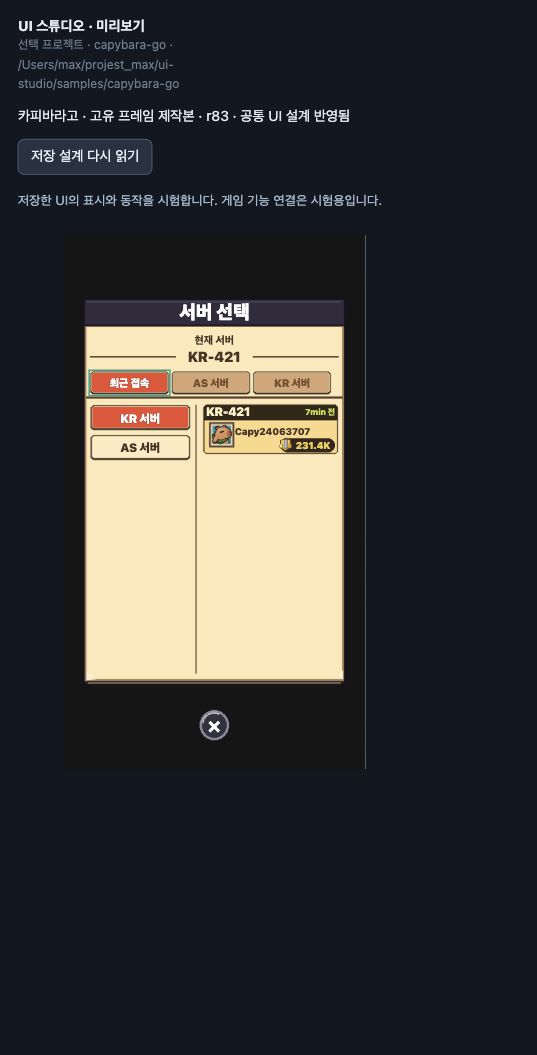 UI 스튜디오 · 미리보기
선택 프로젝트 · capybara-go ·
/Users/max/projest_max/ui-
studio/samples/capybara-go
카피바라고 · 고유 프레임 제작본 · r83 · 공통 UI 설계 반영됨
저장 설계 다시 읽기
저장한 UI의 표시와 동작을 시험합니다. 게임 기능 연결은 시험용입니다.
서버 선택
현재 서버
KR-421
최근 접속 AS 서버 KR 서버
KR 서버
AS 서버
KR-421 7min 전
Capy24063707
231.4K